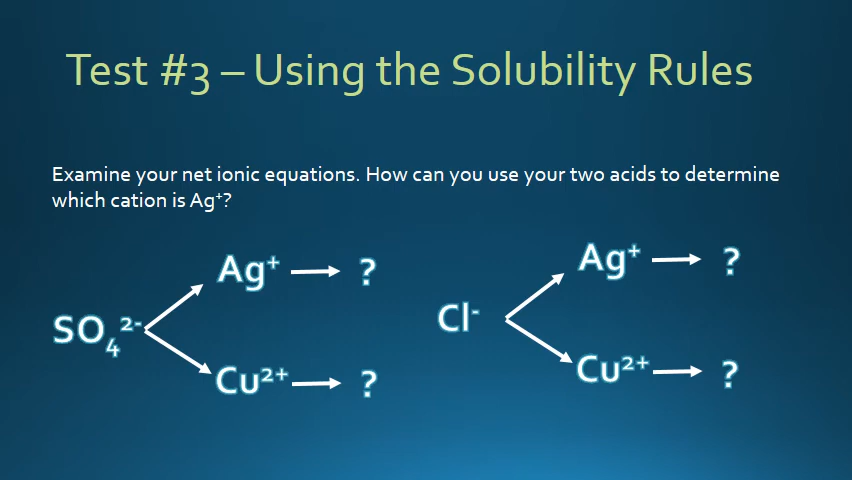 Test #3 – Using the Solubility Rules
Examine your net ionic equations. How can you use your two acids to determine
which cation is Ag⁺?
SO₄²⁻
Ag⁺ → ?
Cu²⁺ → ?
Cl⁻
Ag⁺ → ?
Cu²⁺ → ?